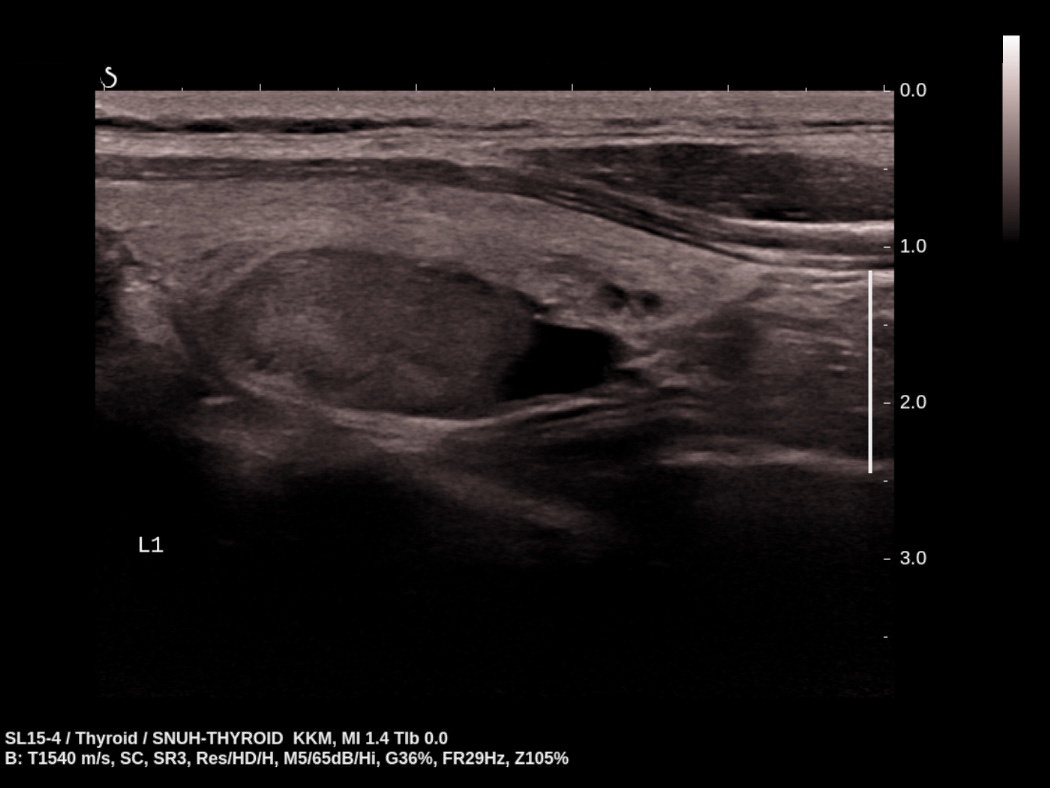 0.0
1.0
2.0
3.0
L1
SL15-4 / Thyroid / SNUH-THYROID KKM, MI 1.4 TIb 0.0
B: T1540 m/s, SC, SR3, Res/HD/H, M5/65dB/Hi, G36%, FR29Hz, Z105%